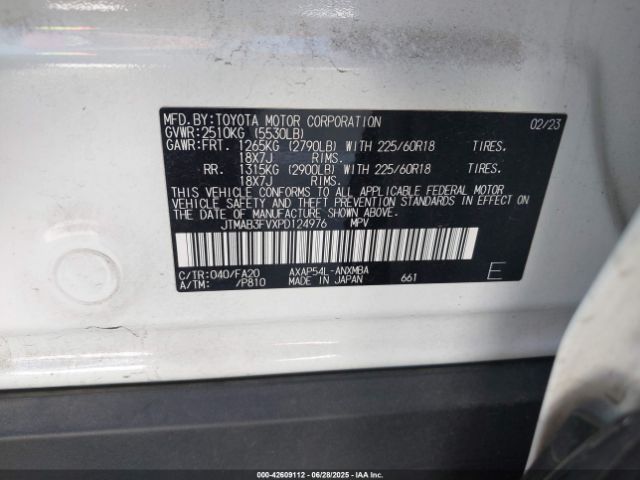 MFD.BY:TOYOTA MOTOR CORPORATION 02/23
GVWR:2510KG (5530LB)
GAWR:FRT. 1265KG (2790LB) WITH 225/60R18 TIRES.
18X7J RIMS.
RR. 1315KG (2900LB) WITH 225/60R18 TIRES.
18X7J RIMS.
THIS VEHICLE CONFORMS TO ALL APPLICABLE FEDERAL MOTOR
VEHICLE SAFETY AND THEFT PREVENTION STANDARDS IN EFFECT ON
THE DATE OF MANUFACTURE SHOWN ABOVE.
JTMAB3FVXPD124976 MPV
C/TR:040/FA20 AXAP54L-ANXMBA E
A/TM: /P810 MADE IN JAPAN 661
000-42609112 - 06/28/2025 - IAAI.COM